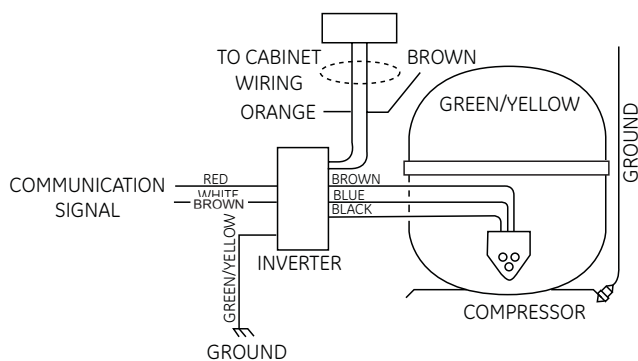 TO CABINET
WIRING
BROWN
ORANGE
GREEN/YELLOW
GROUND
COMMUNICATION
SIGNAL
RED
WHITE
BROWN
BROWN
BLUE
BLACK
GREEN/YELLOW
INVERTER
GROUND
COMPRESSOR